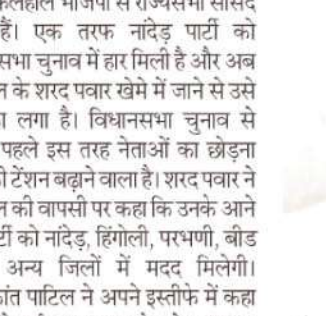 फिलहाल भाजपा से राज्यसभा सांसद
हैं। एक तरफ नांदेड़ पार्टी को
सभा चुनाव में हार मिली है और अब
के शरद पवार खेमे में जाने से उसे
लगा है। विधानसभा चुनाव से
पहले इस तरह नेताओं का छोड़ना
टेंशन बढ़ाने वाला है। शरद पवार ने
की वापसी पर कहा कि उनके आने
र्टी को नांदेड़, हिंगोली, परभणी, बीड
अन्य जिलों में मदद मिलेगी।
कांत पाटिल ने अपने इस्तीफे में कहा